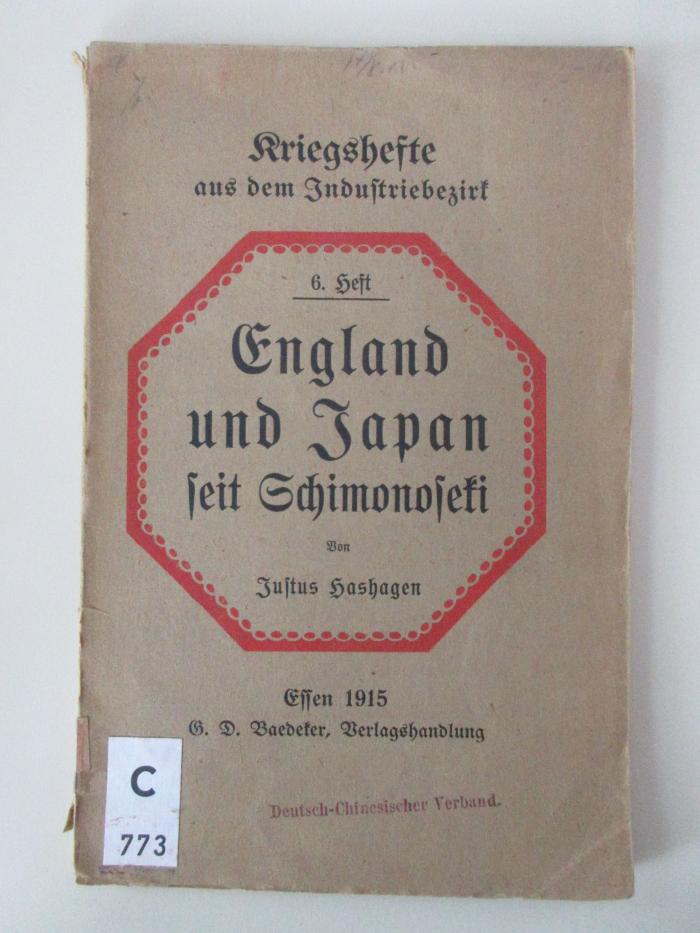 Kriegshefte
aus dem Industriebezirk
6. Heft
England
und Japan
seit Schimonoseki
Von
Justus Hashagen
Essen 1915
G. D. Baedeker, Verlagshandlung
Deutsch-Chinesischer Verband.
C
773